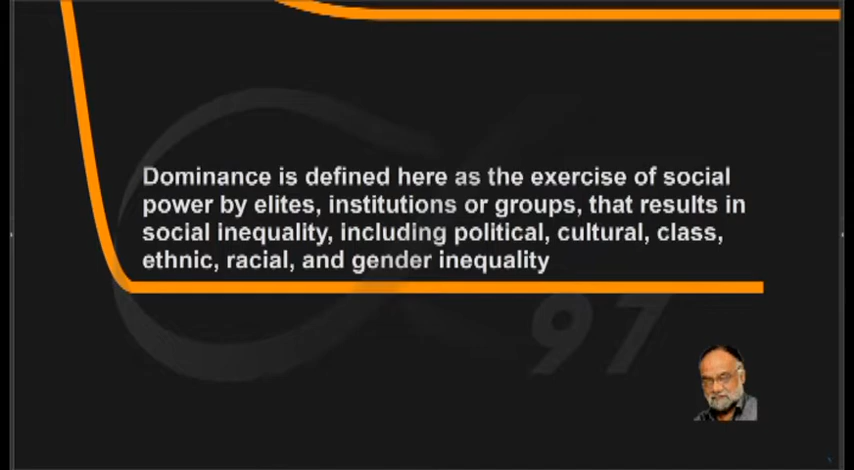 Dominance is defined here as the exercise of social
power by elites, institutions or groups, that results in
social inequality, including political, cultural, class,
ethnic, racial, and gender inequality
97